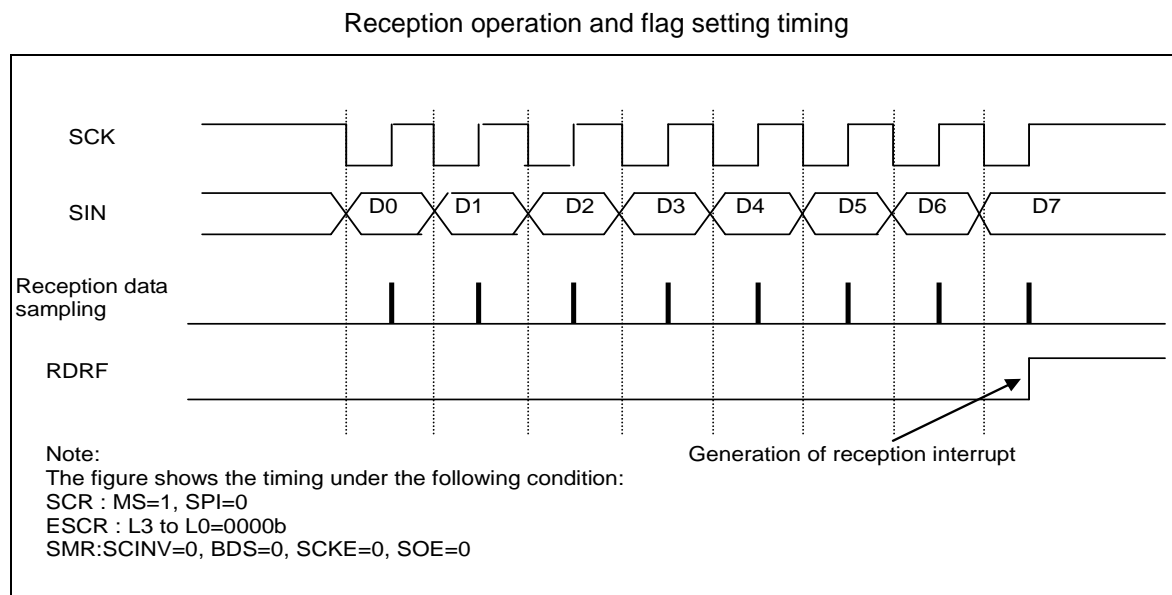 Reception operation and flag setting timing
SCK
SIN
D0 D1 D2 D3 D4 D5 D6 D7
Reception data
sampling
RDRF
Generation of reception interrupt
Note:
The figure shows the timing under the following condition:
SCR : MS=1, SPI=0
ESCR : L3 to L0=0000b
SMR:SCINV=0, BDS=0, SCKE=0, SOE=0